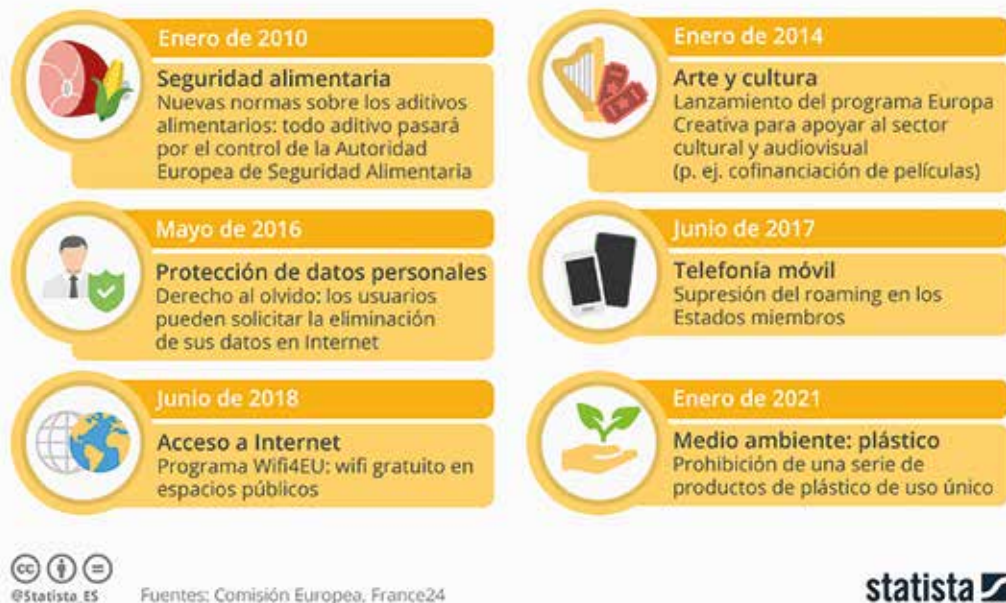 Enero de 2010
Seguridad alimentaria
Nuevas normas sobre los aditivos
alimentarios: todo aditivo pasará
por el control de la Autoridad
Europea de Seguridad Alimentaria
Enero de 2014
Arte y cultura
Lanzamiento del programa Europa
Creativa para apoyar al sector
cultural y audiovisual
(p. ej. cofinanciación de películas)
Mayo de 2016
Protección de datos personales
Derecho al olvido: los usuarios
pueden solicitar la eliminación
de sus datos en Internet
Junio de 2017
Telefonía móvil
Supresión del roaming en los
Estados miembros
Junio de 2018
Acceso a Internet
Programa Wifi4EU: wifi gratuito en
espacios públicos
Enero de 2021
Medio ambiente: plástico
Prohibición de una serie de
productos de plástico de uso único
cc
@Statista_ES
Fuentes: Comisión Europea, France24
statista